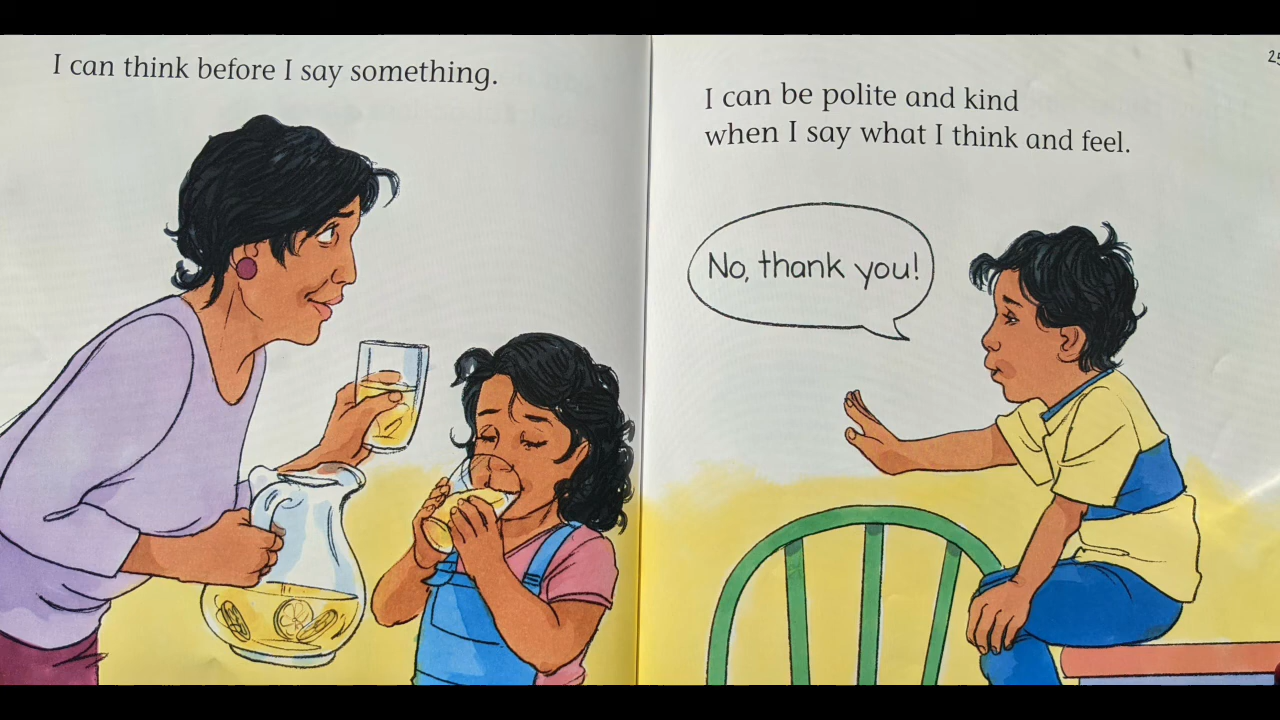 I can think before I say something.
I can be polite and kind
when I say what I think and feel.
No, thank you!